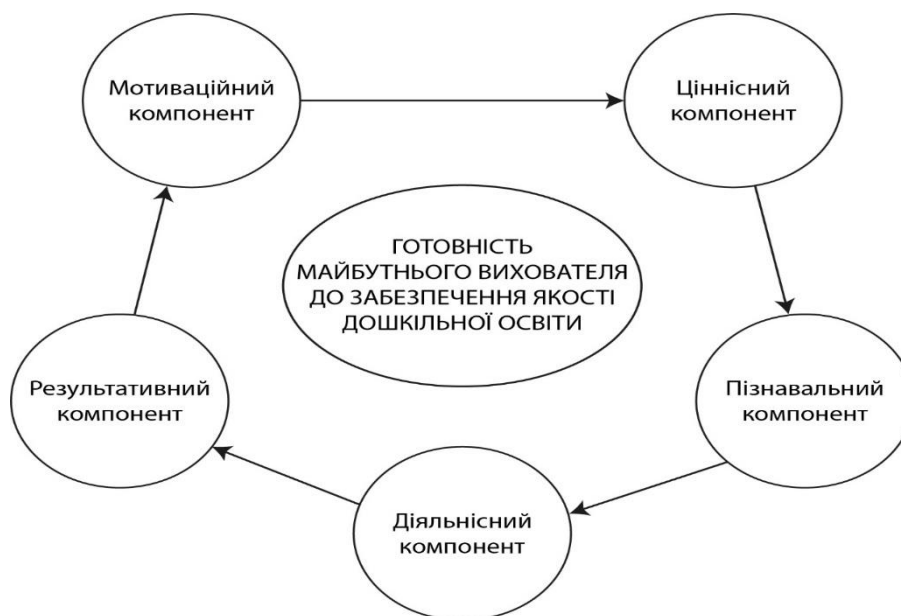 Мотиваційний
компонент
Ціннісний
компонент
ГОТОВНІСТЬ
МАЙБУТНЬОГО ВИХОВАТЕЛЯ
ДО ЗАБЕЗПЕЧЕННЯ ЯКОСТІ
ДОШКІЛЬНОЇ ОСВІТИ
Результативний
компонент
Пізнавальний
компонент
Діяльнісний
компонент